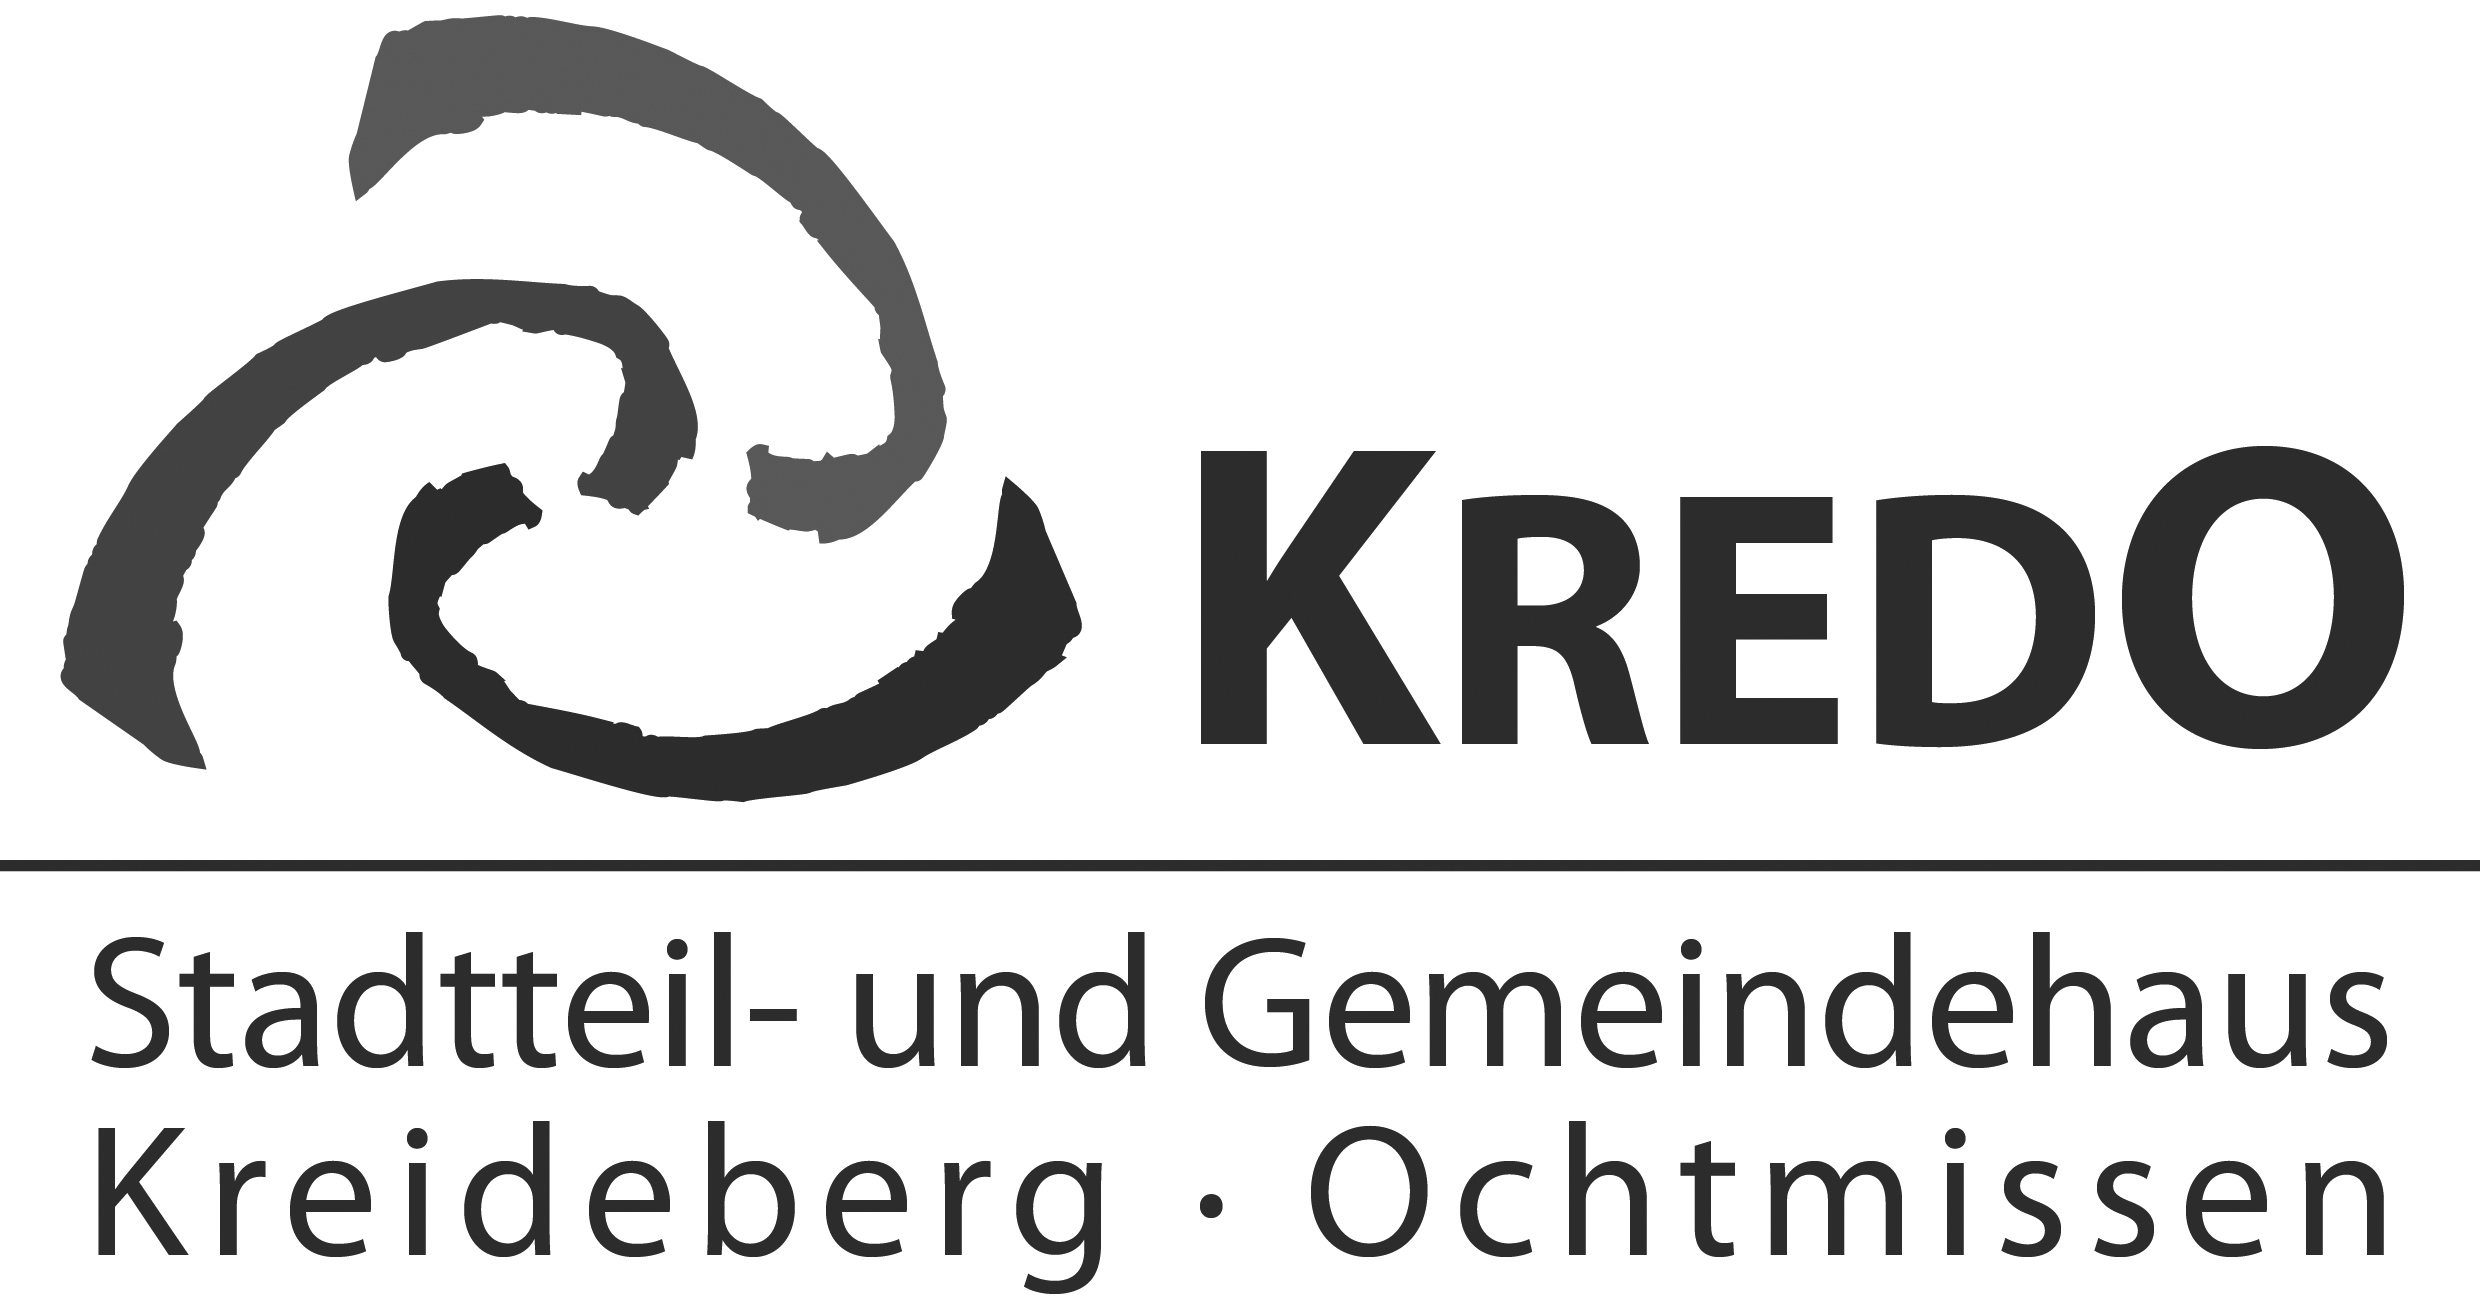 KREDO
Stadtteil- und Gemeindehaus
Kreideberg · Ochtmissen